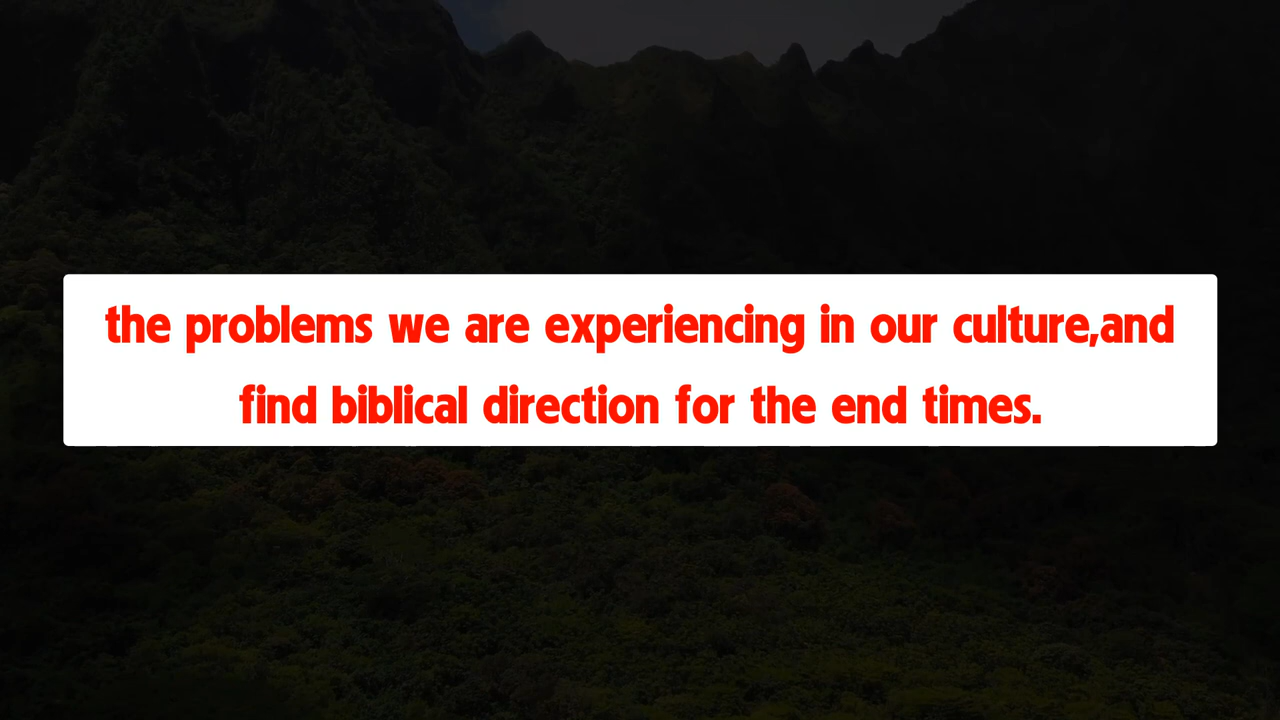 the problems we are experiencing in our culture,and
find biblical direction for the end times.